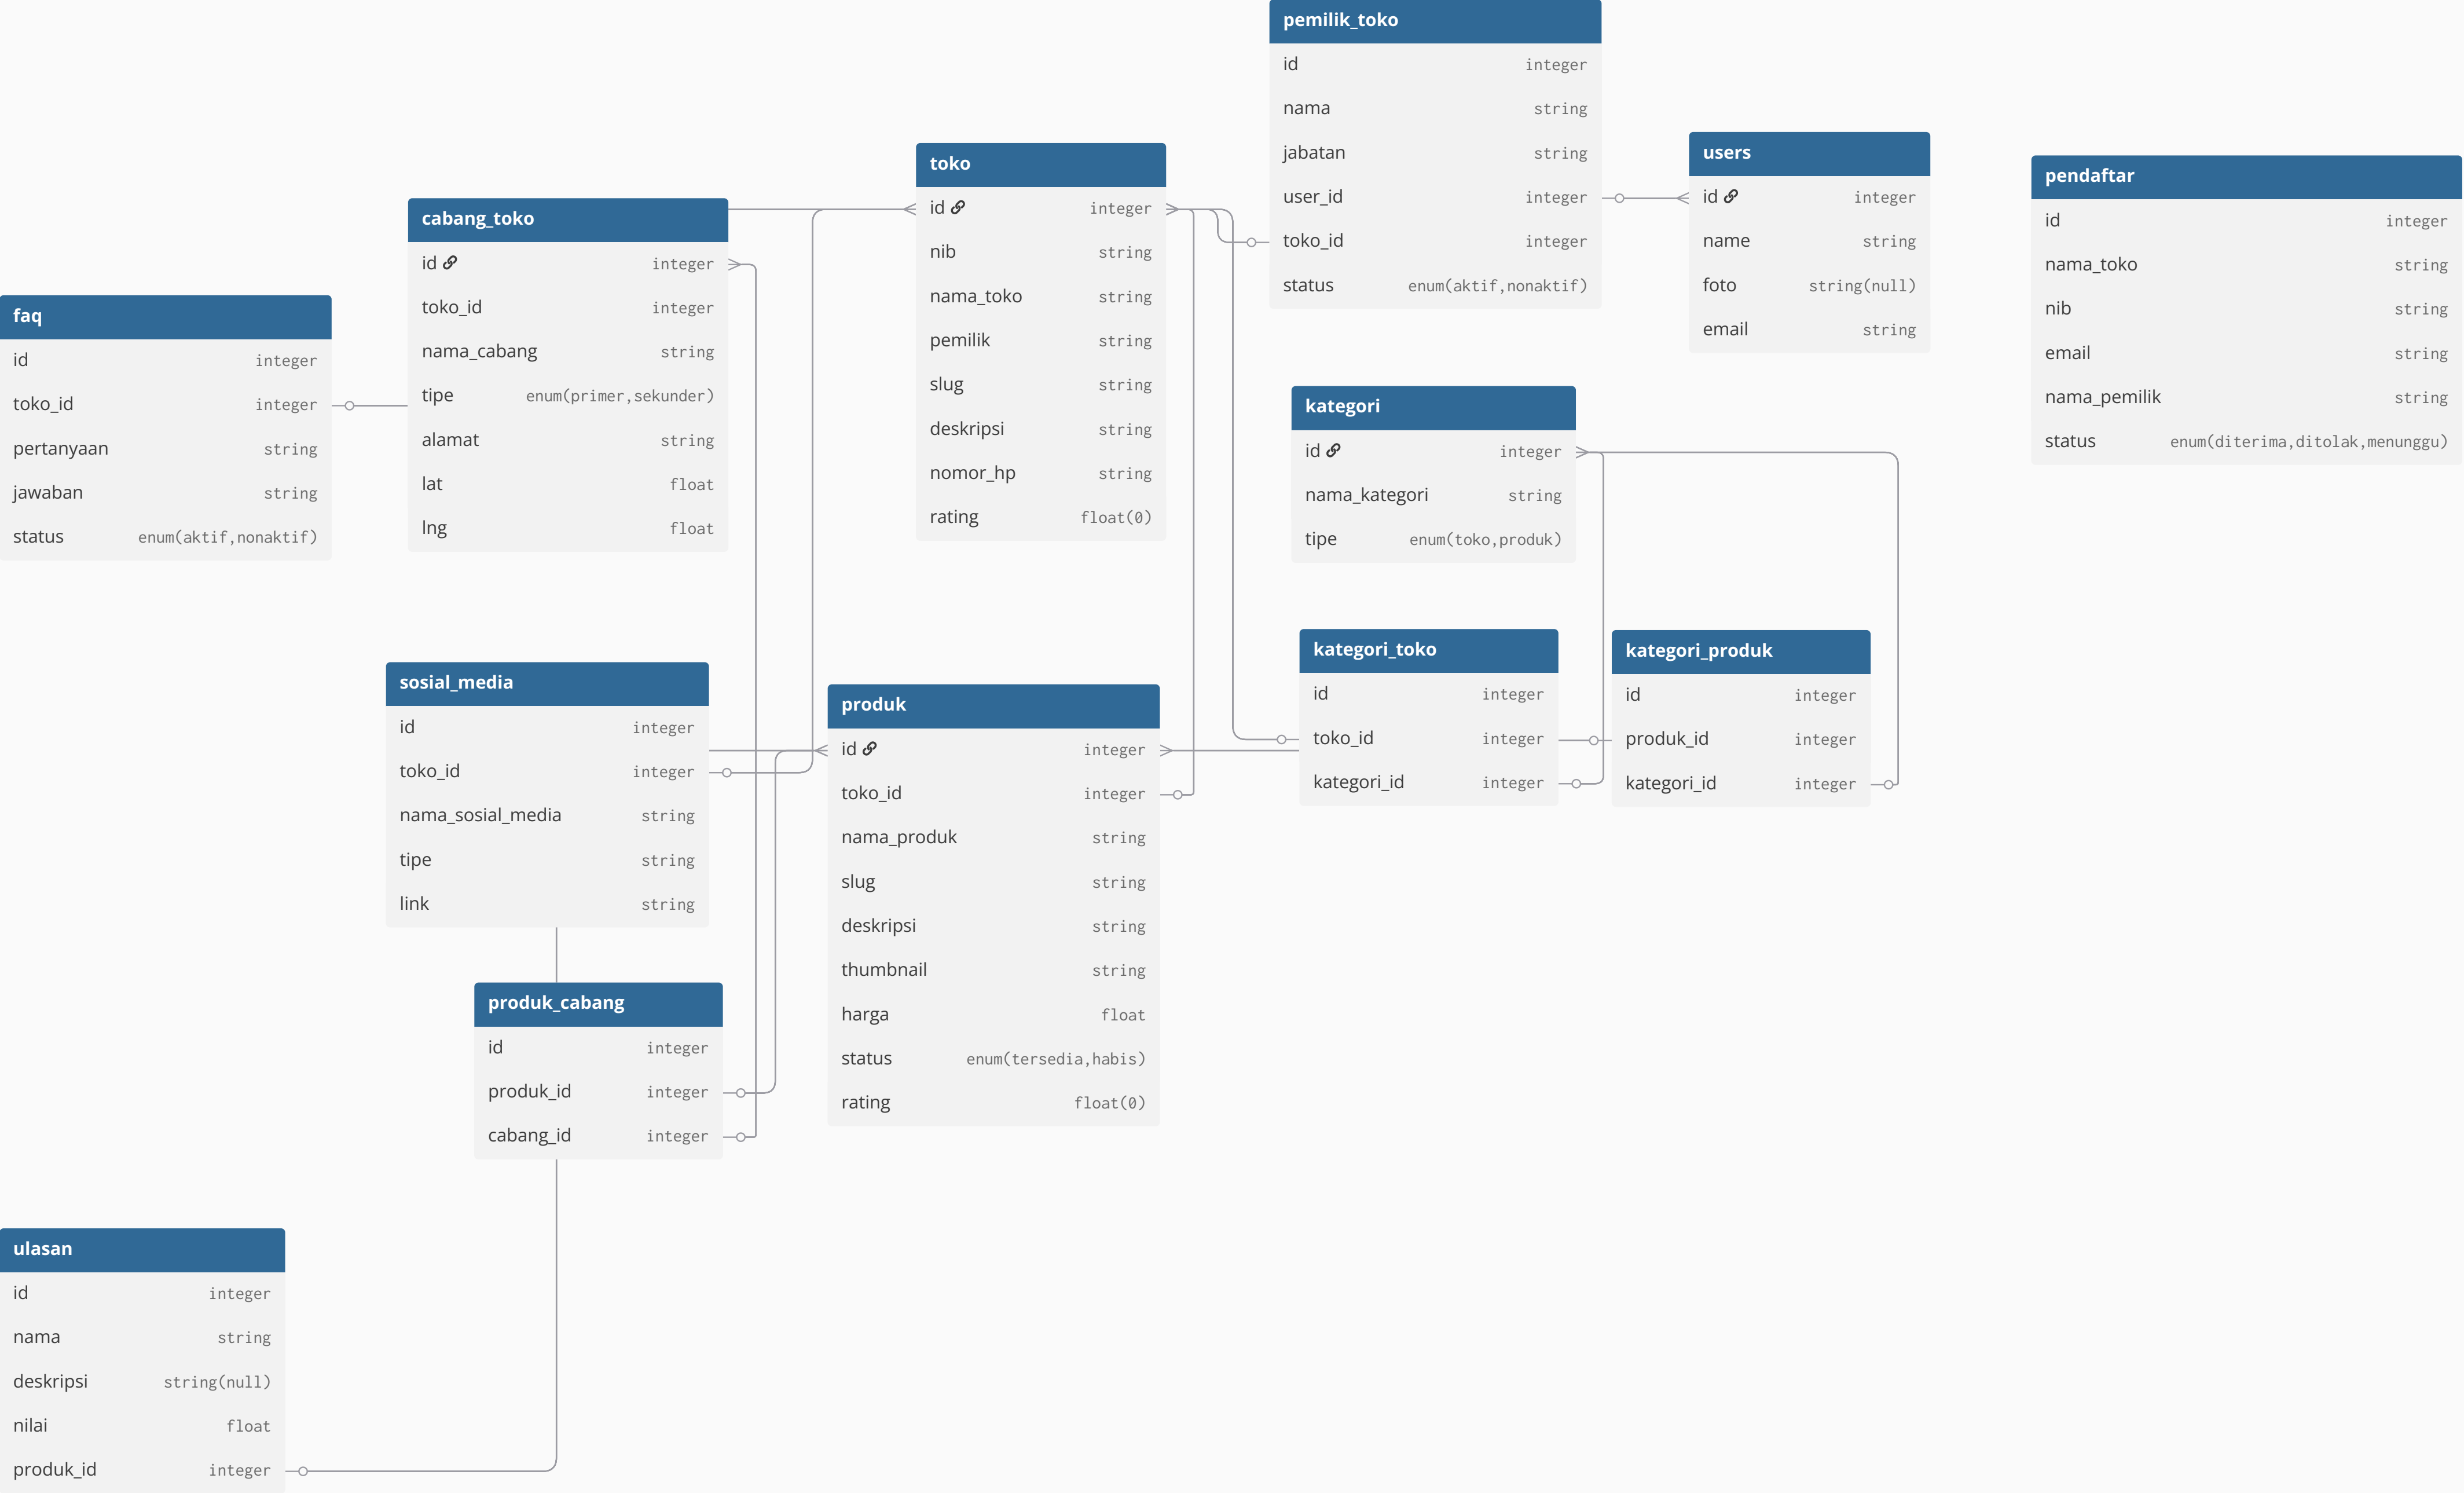 pemilik_toko
id integer
nama string
jabatan string
user_id integer
toko_id integer
status enum(aktif,nonaktif)
users
id integer
name string
foto string(null)
email string
toko
id integer
nib string
nama_toko string
pemilik string
slug string
deskripsi string
nomor_hp string
rating float(0)
pendaftar
id integer
nama_toko string
nib string
email string
nama_pemilik string
status enum(diterima,ditolak,menunggu)
cabang_toko
id integer
toko_id integer
nama_cabang string
tipe enum(primer,sekunder)
alamat string
lat float
lng float
faq
id integer
toko_id integer
pertanyaan string
jawaban string
status enum(aktif,nonaktif)
kategori
id integer
nama_kategori string
tipe enum(toko,produk)
kategori_toko
id integer
toko_id integer
kategori_id integer
kategori_produk
id integer
produk_id integer
kategori_id integer
sosial_media
id integer
toko_id integer
nama_sosial_media string
tipe string
link string
produk
id integer
toko_id integer
nama_produk string
slug string
deskripsi string
thumbnail string
harga float
status enum(tersedia,habis)
rating float(0)
produk_cabang
id integer
produk_id integer
cabang_id integer
ulasan
id integer
nama string
deskripsi string(null)
nilai float
produk_id integer